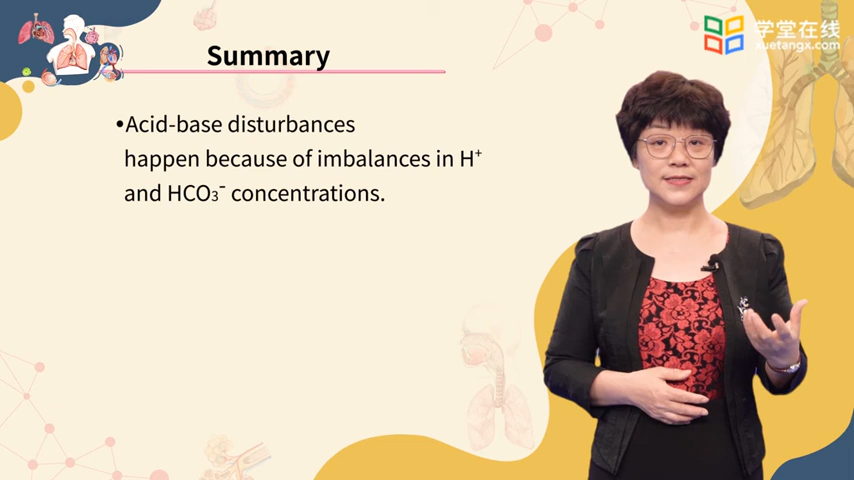 学堂在线
xuetangx.com
Summary
•Acid-base disturbances
happen because of imbalances in H⁺
and HCO₃⁻ concentrations.